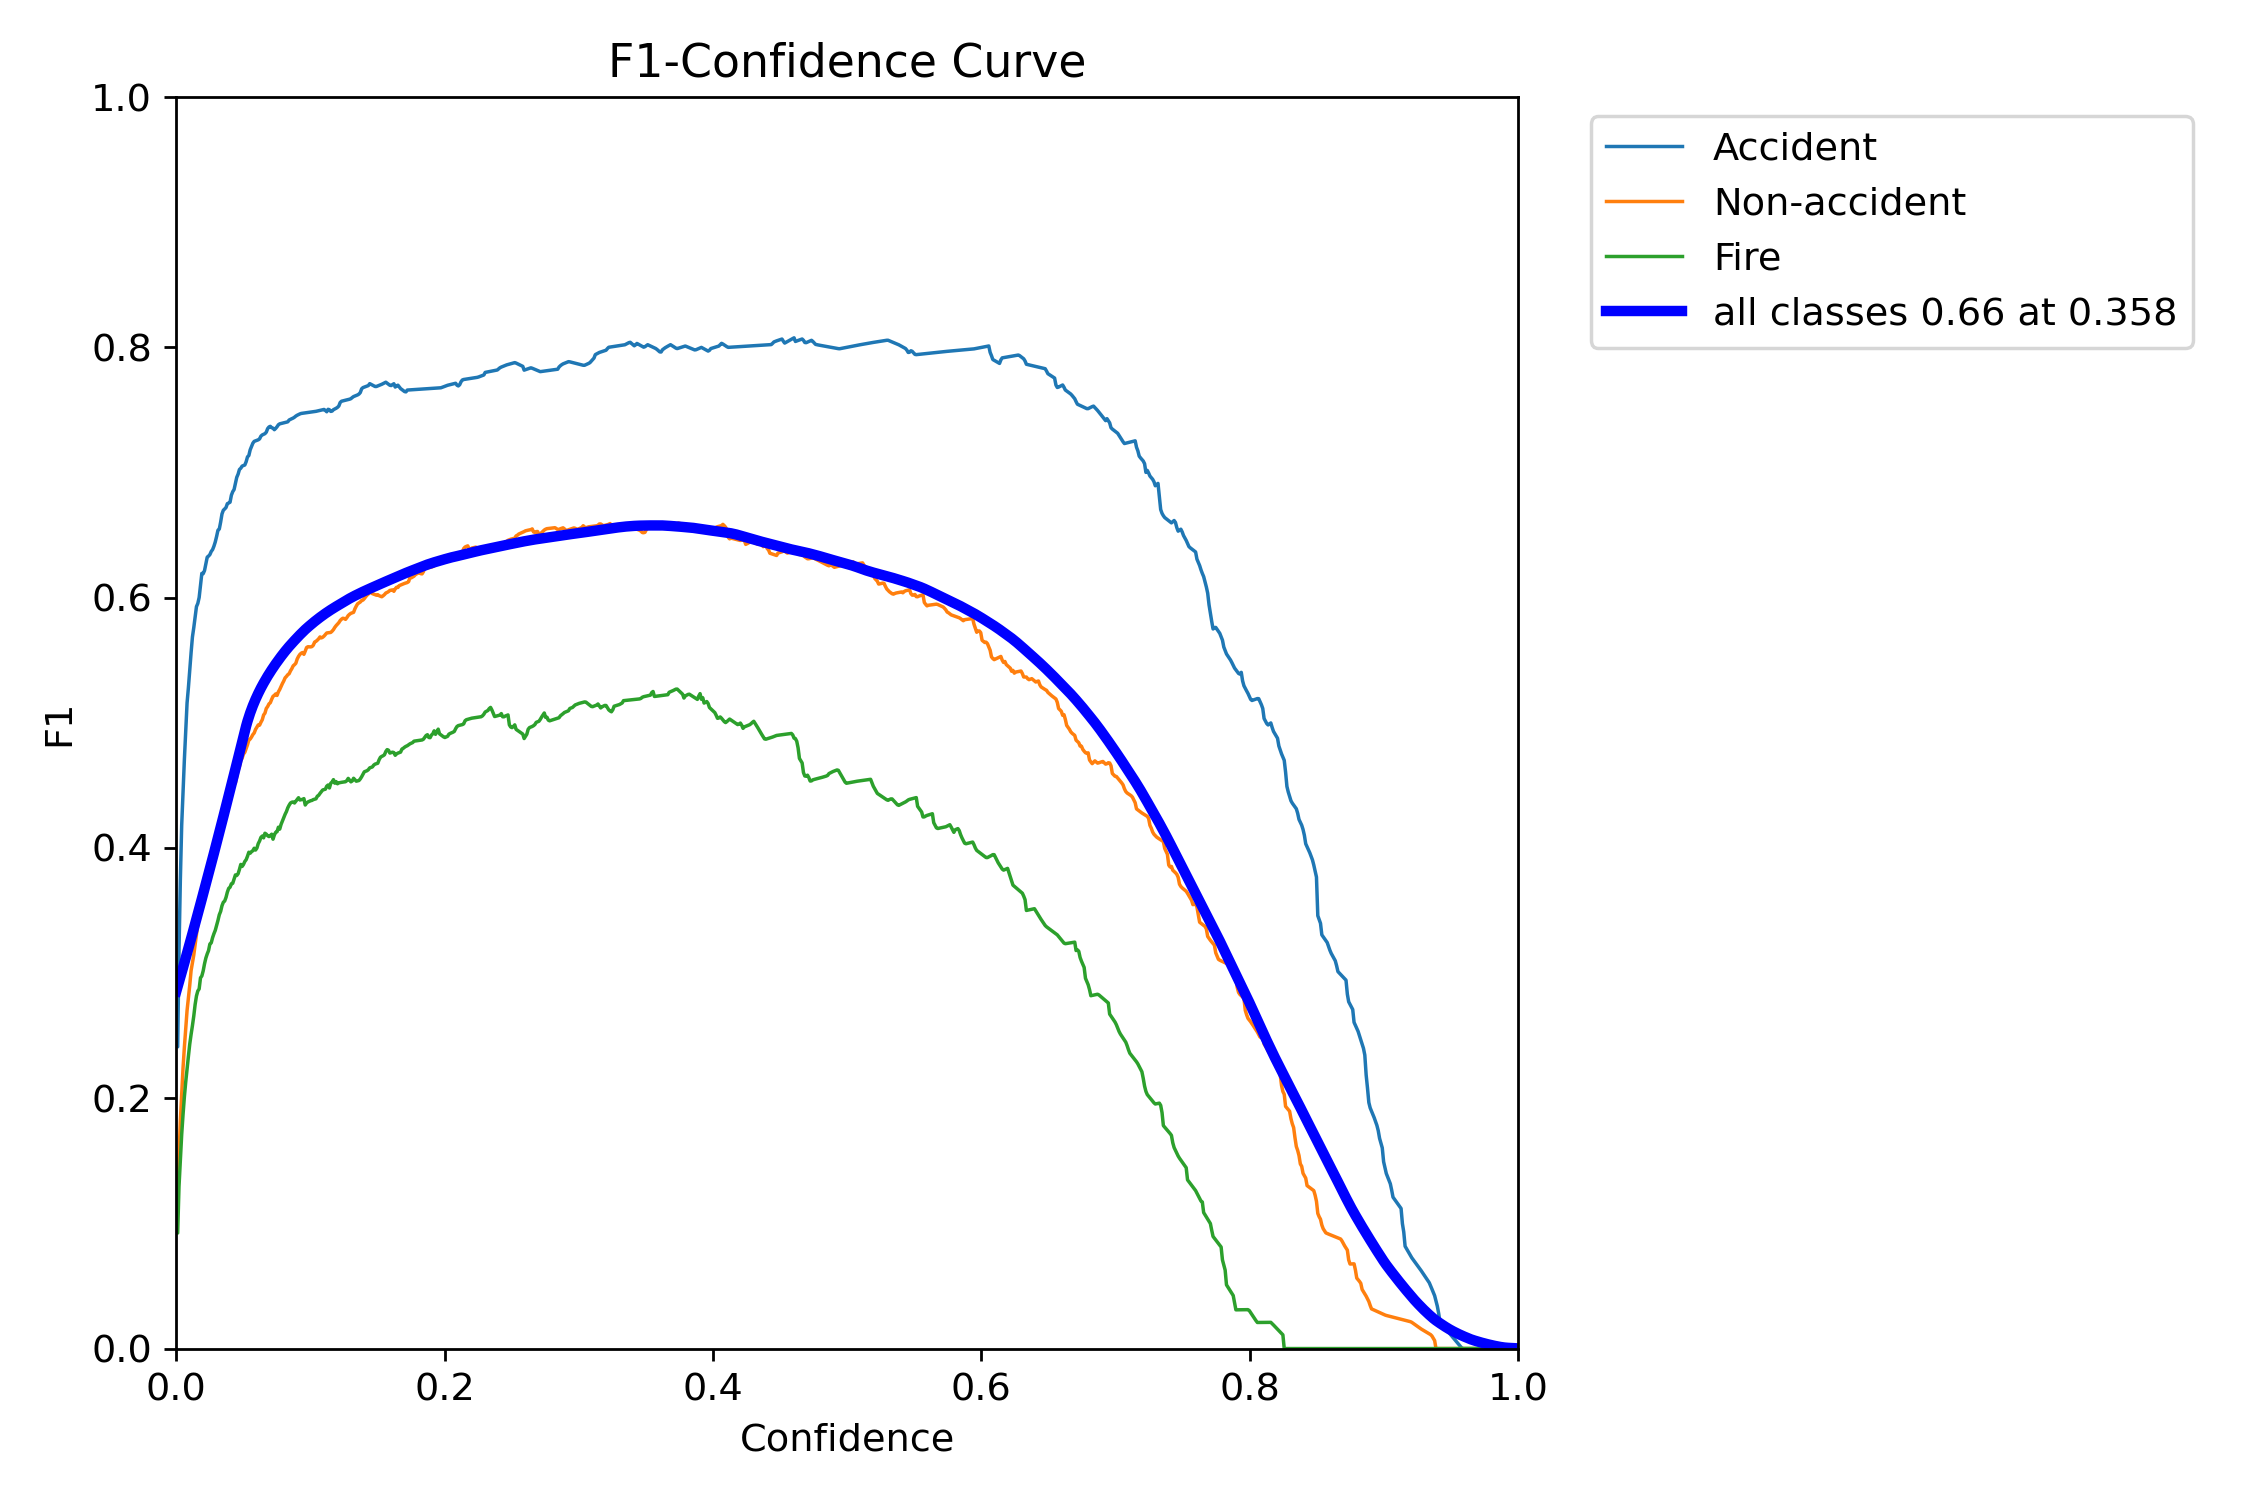 F1-Confidence Curve
1.0
0.8
0.6
0.4
0.2
0.0
F1
0.0 0.2 0.4 0.6 0.8 1.0
Confidence
Accident
Non-accident
Fire
all classes 0.66 at 0.358